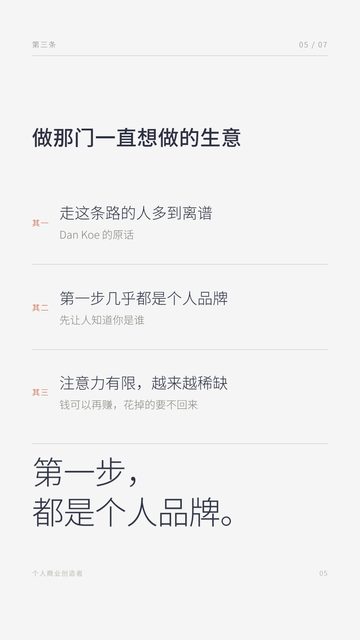 第三条
05 / 07
做那门一直想做的生意
其一
走这条路的人多到离谱
Dan Koe 的原话
其二
第一步几乎都是个人品牌
先让人知道你是谁
其三
注意力有限，越来越稀缺
钱可以再赚，花掉的要不回来
第一步，
都是个人品牌。
个人商业创造者
05